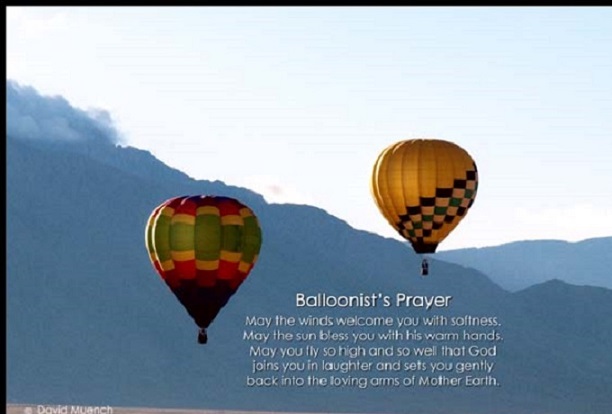 Balloonist's Prayer
May the winds welcome you with softness.
May the sun bless you with his warm hands.
May you fly so high and so well that God
joins you in laughter and sets you gently
back into the loving arms of Mother Earth.
© David Muench